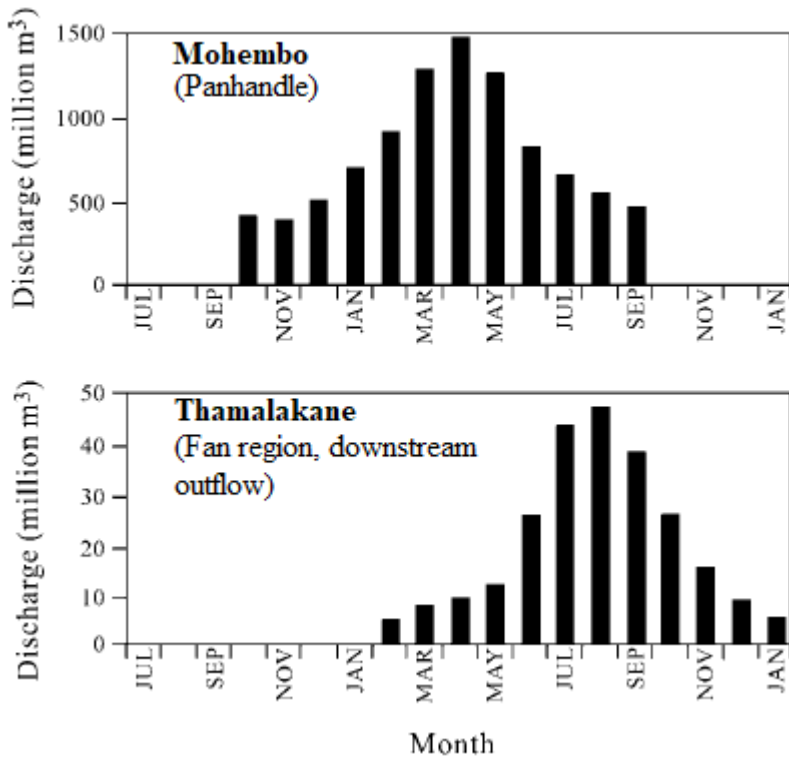 Discharge (million m³)
1500
1000
500
0
Mohembo
(Panhandle)
JUL
SEP
NOV
JAN
MAR
MAY
JUL
SEP
NOV
JAN
Discharge (million m³)
50
40
30
20
10
0
Thamalakane
(Fan region, downstream
outflow)
JUL
SEP
NOV
JAN
MAR
MAY
JUL
SEP
NOV
JAN
Month